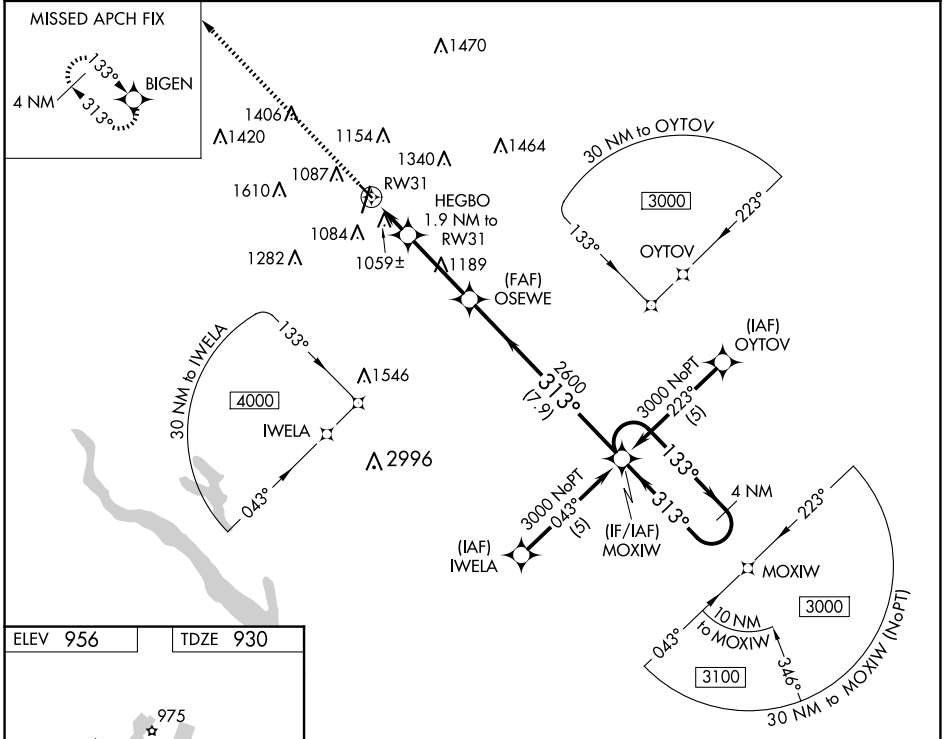 MISSED APCH FIX
133°
BIGEN
4 NM
313°
1470
1406
1420
1154
1464
1340
1087
RW31
1610
HEGBO
1.9 NM to
RW31
1084
1282
1059±
1189
(FAF)
OSEWE
30 NM to OYTOV
3000
223°
133°
OYTOV
(IAF)
OYTOV
30 NM to IWELA
133°
4000
1546
IWELA
2996
043°
2600
313°
(7.9)
3000 NoPT
223°
(5)
133°
4 NM
313°
3000 NoPT
043°
(5)
(IF/IAF)
MOXIW
(IAF)
IWELA
223°
MOXIW
3000
043°
10 NM
to MOXIW
346°
3100
30 NM to MOXIW (NoPT)
ELEV 956
TDZE 930
975